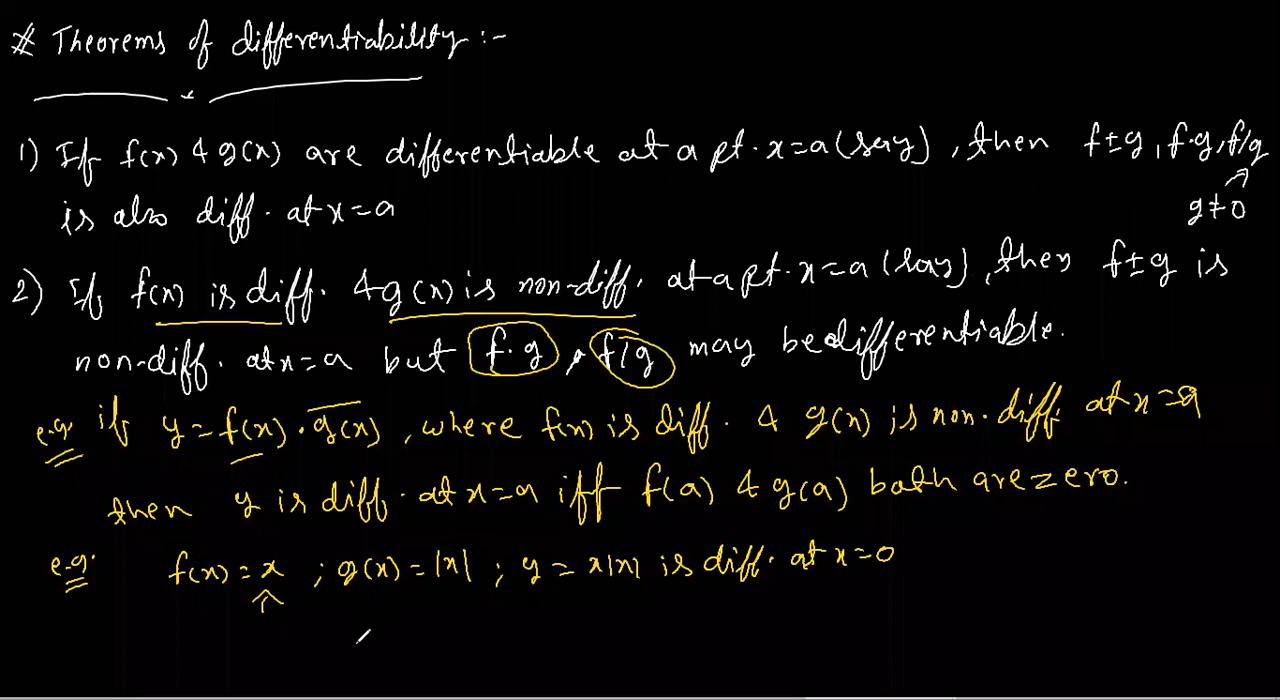 # Theorems of differentiability :-
1) If f(x) & g(x) are differentiable at a pt. x=a (say), then f±g, f.g, f/g
g≠0
is also diff. at x=a
2) If f(x) is diff. & g(x) is non-diff. at a pt. x=a (say), then f±g is
non-diff. at x=a but f.g, f/g may be differentiable.
e.g. if y = f(x) . g(x), where f(x) is diff. & g(x) is non. diff. at x=a
then y is diff. at x=a iff f(a) & g(a) both are zero.
e.g. f(x) = x ; g(x) = |x| ; y = x|x| is diff. at x=0